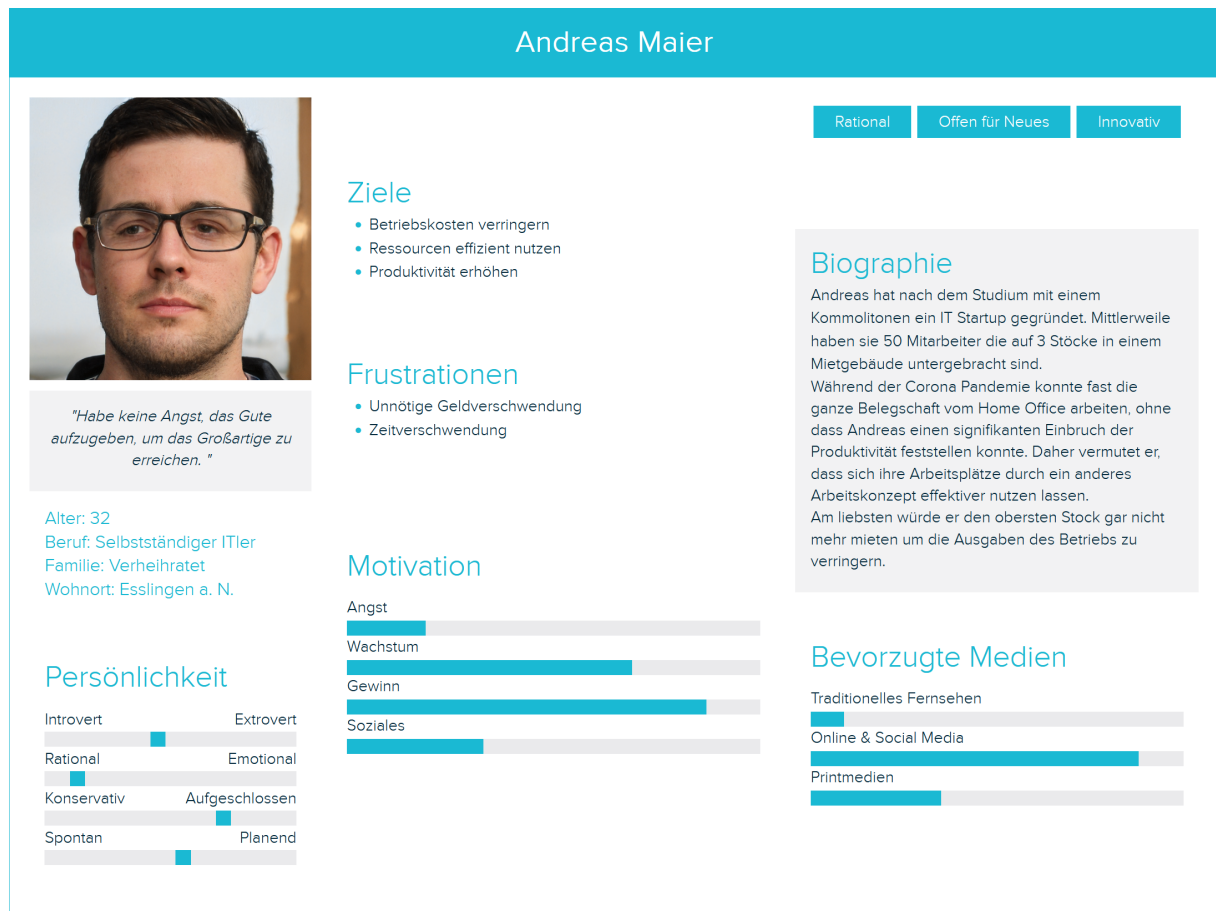 Andreas Maier
"Habe keine Angst, das Gute
aufzugeben, um das Großartige zu
erreichen. "
Alter: 32
Beruf: Selbstständiger ITler
Familie: Verheihratet
Wohnort: Esslingen a. N.
Persönlichkeit
Introvert Extrovert
Rational Emotional
Konservativ Aufgeschlossen
Spontan Planend
Ziele
Betriebskosten verringern
Ressourcen effizient nutzen
Produktivität erhöhen
Frustrationen
Unnötige Geldverschwendung
Zeitverschwendung
Motivation
Angst
Wachstum
Gewinn
Soziales
Rational Offen für Neues Innovativ
Biographie
Andreas hat nach dem Studium mit einem
Kommolitonen ein IT Startup gegründet. Mittlerweile
haben sie 50 Mitarbeiter die auf 3 Stöcke in einem
Mietgebäude untergebracht sind.
Während der Corona Pandemie konnte fast die
ganze Belegschaft vom Home Office arbeiten, ohne
dass Andreas einen signifikanten Einbruch der
Produktivität feststellen konnte. Daher vermutet er,
dass sich ihre Arbeitsplätze durch ein anderes
Arbeitskonzept effektiver nutzen lassen.
Am liebsten würde er den obersten Stock gar nicht
mehr mieten um die Ausgaben des Betriebs zu
verringern.
Bevorzugte Medien
Traditionelles Fernsehen
Online & Social Media
Printmedien